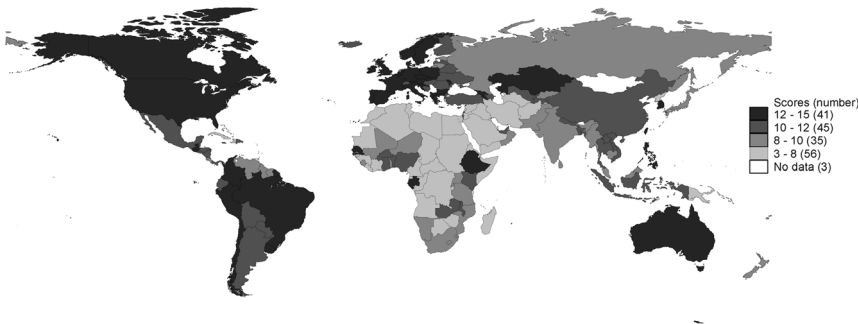 Scores (number)
12 - 15 (41)
10 - 12 (45)
8 - 10 (35)
3 - 8 (56)
No data (3)